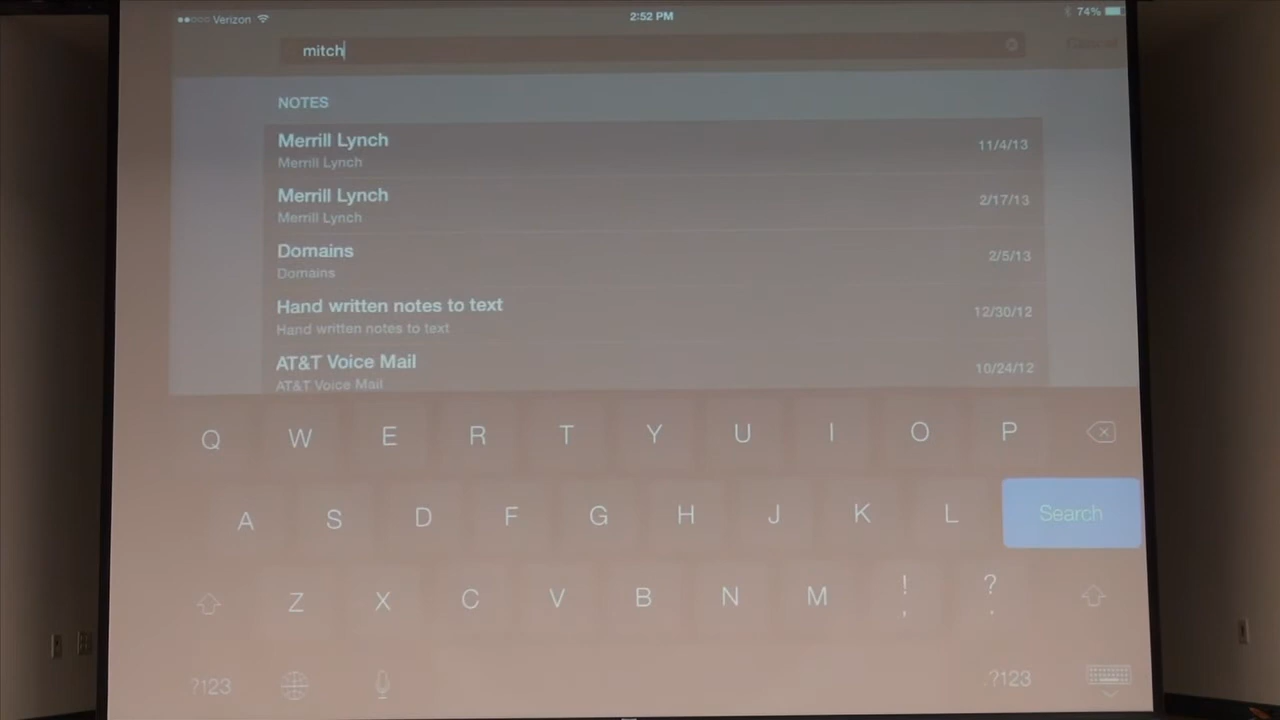 Verizon 2:52 PM 74%
mitch Cancel
NOTES
Merrill Lynch 11/4/13
Merrill Lynch
Merrill Lynch 2/17/13
Merrill Lynch
Domains 2/5/13
Domains
Hand written notes to text 12/30/12
Hand written notes to text
AT&T Voice Mail 10/24/12
AT&T Voice Mail
Q W E R T Y U I O P
A S D F G H J K L Search
Z X C V B N M ! , ? .
.?123 .?123